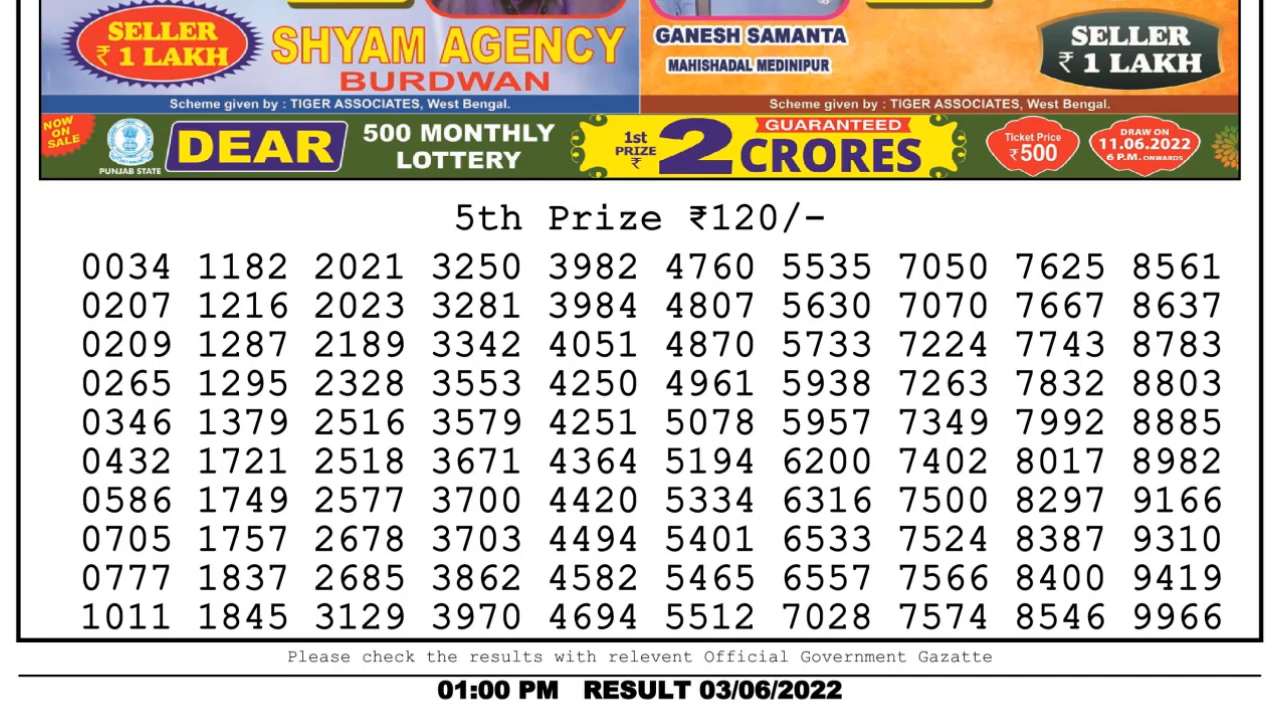 SELLER
₹ 1 LAKH
SHYAM AGENCY
BURDWAN
Scheme given by : TIGER ASSOCIATES, West Bengal.
GANESH SAMANTA
MAHISHADAL MEDINIPUR
SELLER
₹ 1 LAKH
Scheme given by : TIGER ASSOCIATES, West Bengal.
NOW
ON
SALE
PUNJAB STATE
DEAR
500 MONTHLY
LOTTERY
1st
PRIZE
₹
2
GUARANTEED
CRORES
Ticket Price
₹500
DRAW ON
11.06.2022
6 P.M. ONWARDS
5th Prize ₹120/-
0034 1182 2021 3250 3982 4760 5535 7050 7625 8561
0207 1216 2023 3281 3984 4807 5630 7070 7667 8637
0209 1287 2189 3342 4051 4870 5733 7224 7743 8783
0265 1295 2328 3553 4250 4961 5938 7263 7832 8803
0346 1379 2516 3579 4251 5078 5957 7349 7992 8885
0432 1721 2518 3671 4364 5194 6200 7402 8017 8982
0586 1749 2577 3700 4420 5334 6316 7500 8297 9166
0705 1757 2678 3703 4494 5401 6533 7524 8387 9310
0777 1837 2685 3862 4582 5465 6557 7566 8400 9419
1011 1845 3129 3970 4694 5512 7028 7574 8546 9966
Please check the results with relevent Official Government Gazatte
01:00 PM RESULT 03/06/2022